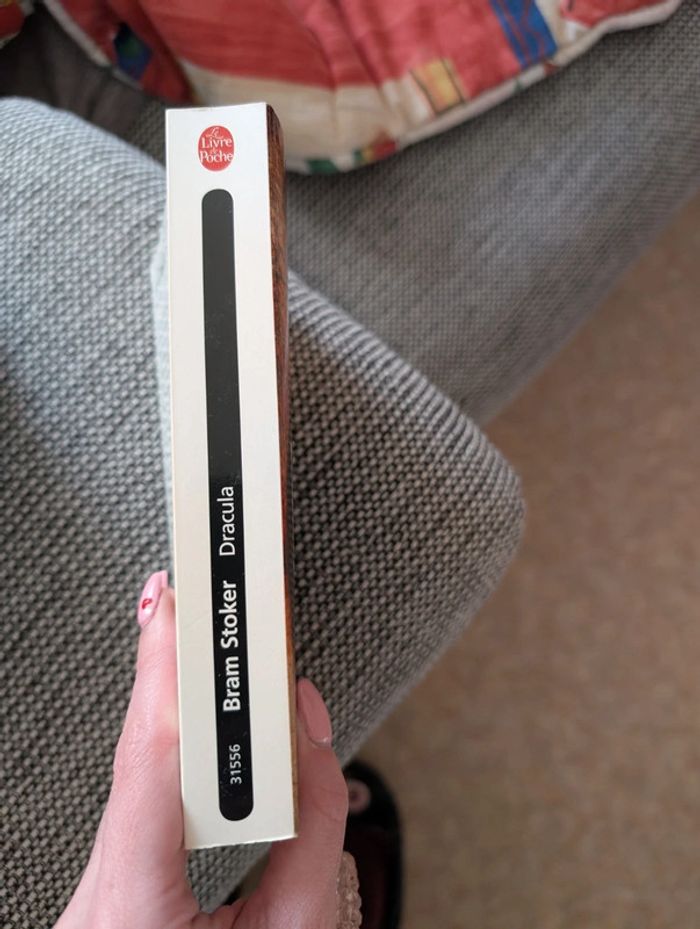 Le
Livre
de
Poche
31556 Bram Stoker Dracula